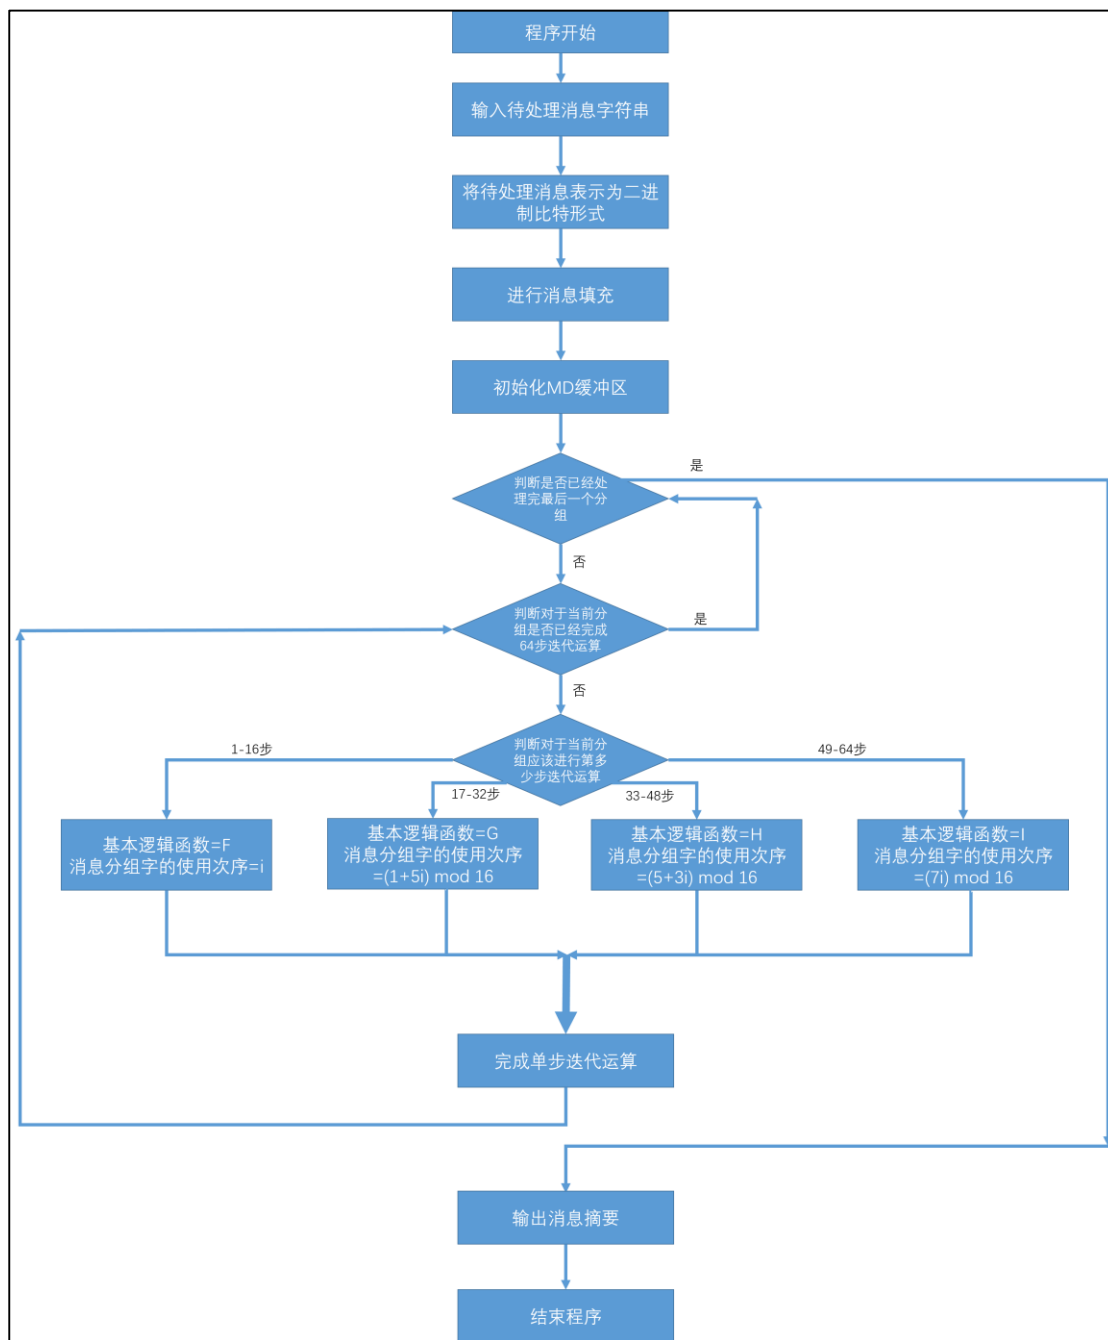 程序开始
输入待处理消息字符串
将待处理消息表示为二进
制比特形式
进行消息填充
初始化MD缓冲区
是
判断是否已经处
理完最后一个分
组
否
判断对于当前分
组是否已经完成
64步迭代运算
是
否
判断对于当前分
组应该进行第多
少步迭代运算
1-16步
49-64步
17-32步
33-48步
基本逻辑函数=F
消息分组字的使用次序=i
基本逻辑函数=G
消息分组字的使用次序
=(1+5i) mod 16
基本逻辑函数=H
消息分组字的使用次序
=(5+3i) mod 16
基本逻辑函数=I
消息分组字的使用次序
=(7i) mod 16
完成单步迭代运算
输出消息摘要
结束程序